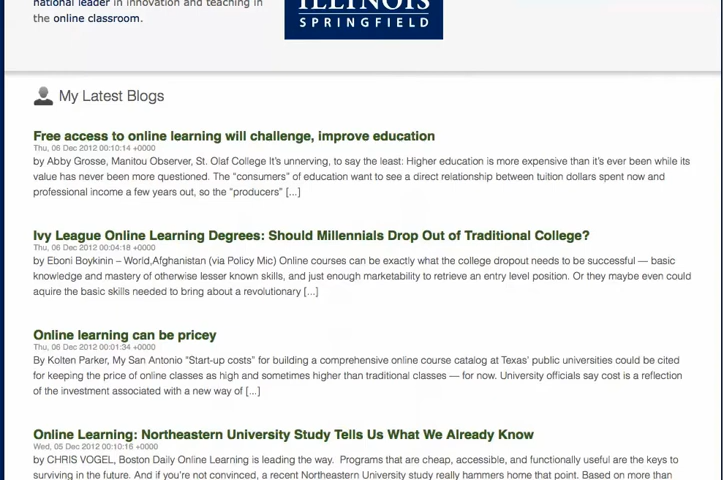 national leader in innovation and teaching in
the online classroom.
ILLINOIS
SPRINGFIELD
My Latest Blogs
Free access to online learning will challenge, improve education
Thu, 06 Dec 2012 00:10:14 +0000
by Abby Grosse, Manitou Observer, St. Olaf College It's unnerving, to say the least: Higher education is more expensive than it's ever been while its
value has never been more questioned. The "consumers" of education want to see a direct relationship between tuition dollars spent now and
professional income a few years out, so the "producers" [...]
Ivy League Online Learning Degrees: Should Millennials Drop Out of Traditional College?
Thu, 06 Dec 2012 00:04:18 +0000
by Eboni Boykinin – World,Afghanistan (via Policy Mic) Online courses can be exactly what the college dropout needs to be successful — basic
knowledge and mastery of otherwise lesser known skills, and just enough marketability to retrieve an entry level position. Or they maybe even could
aquire the basic skills needed to bring about a revolutionary [...]
Online learning can be pricey
Thu, 06 Dec 2012 00:01:34 +0000
By Kolten Parker, My San Antonio "Start-up costs" for building a comprehensive online course catalog at Texas' public universities could be cited
for keeping the price of online classes as high and sometimes higher than traditional classes — for now. University officials say cost is a reflection
of the investment associated with a new way of [...]
Online Learning: Northeastern University Study Tells Us What We Already Know
Wed, 05 Dec 2012 00:10:16 +0000
by CHRIS VOGEL, Boston Daily Online Learning is leading the way. Programs that are cheap, accessible, and functionally useful are the keys to
surviving in the future. And if you're not convinced, a recent Northeastern University study really hammers home that point. Based on more than